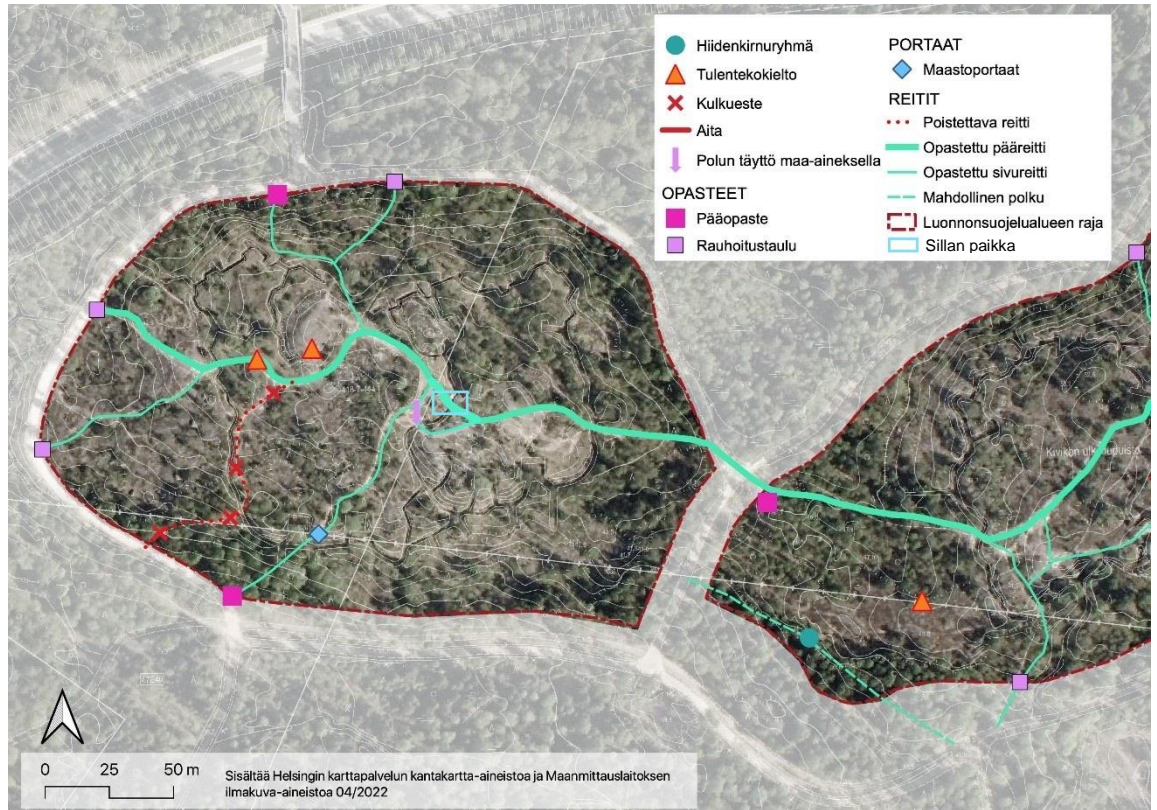 Hiidenkirnuryhmä
Tulentekokielto
Kulkueste
Aita
Polun täyttö maa-aineksella
OPASTEET
Pääopaste
Rauhoitustaulu
PORTAAT
Maastoportaat
REITIT
Poistettava reitti
Opastettu pääreitti
Opastettu sivureitti
Mahdollinen polku
Luonnonsuojelualueen raja
Sillan paikka
0 25 50 m
Sisältää Helsingin karttapalvelun kantakartta-aineistoa ja Maanmittauslaitoksen
ilmakuva-aineistoa 04/2022